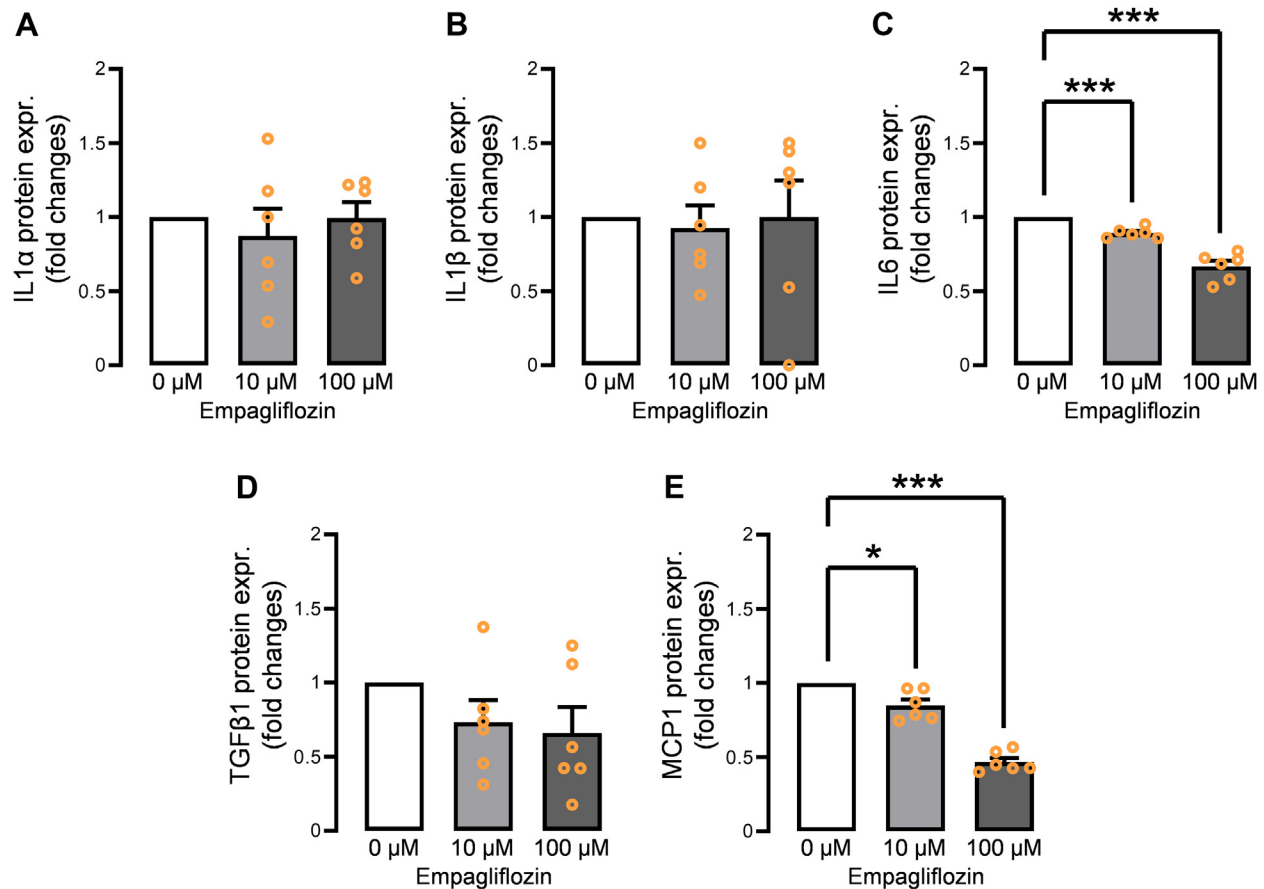 A
IL1α protein expr.
(fold changes)
2
1.5
1
0.5
0
0 µM 10 µM 100 µM
Empagliflozin
B
IL1β protein expr.
(fold changes)
2
1.5
1
0.5
0
0 µM 10 µM 100 µM
Empagliflozin
C
***
***
IL6 protein expr.
(fold changes)
2
1.5
1
0.5
0
0 µM 10 µM 100 µM
Empagliflozin
D
TGFβ1 protein expr.
(fold changes)
2
1.5
1
0.5
0
0 µM 10 µM 100 µM
Empagliflozin
E
***
*
MCP1 protein expr.
(fold changes)
2
1.5
1
0.5
0
0 µM 10 µM 100 µM
Empagliflozin